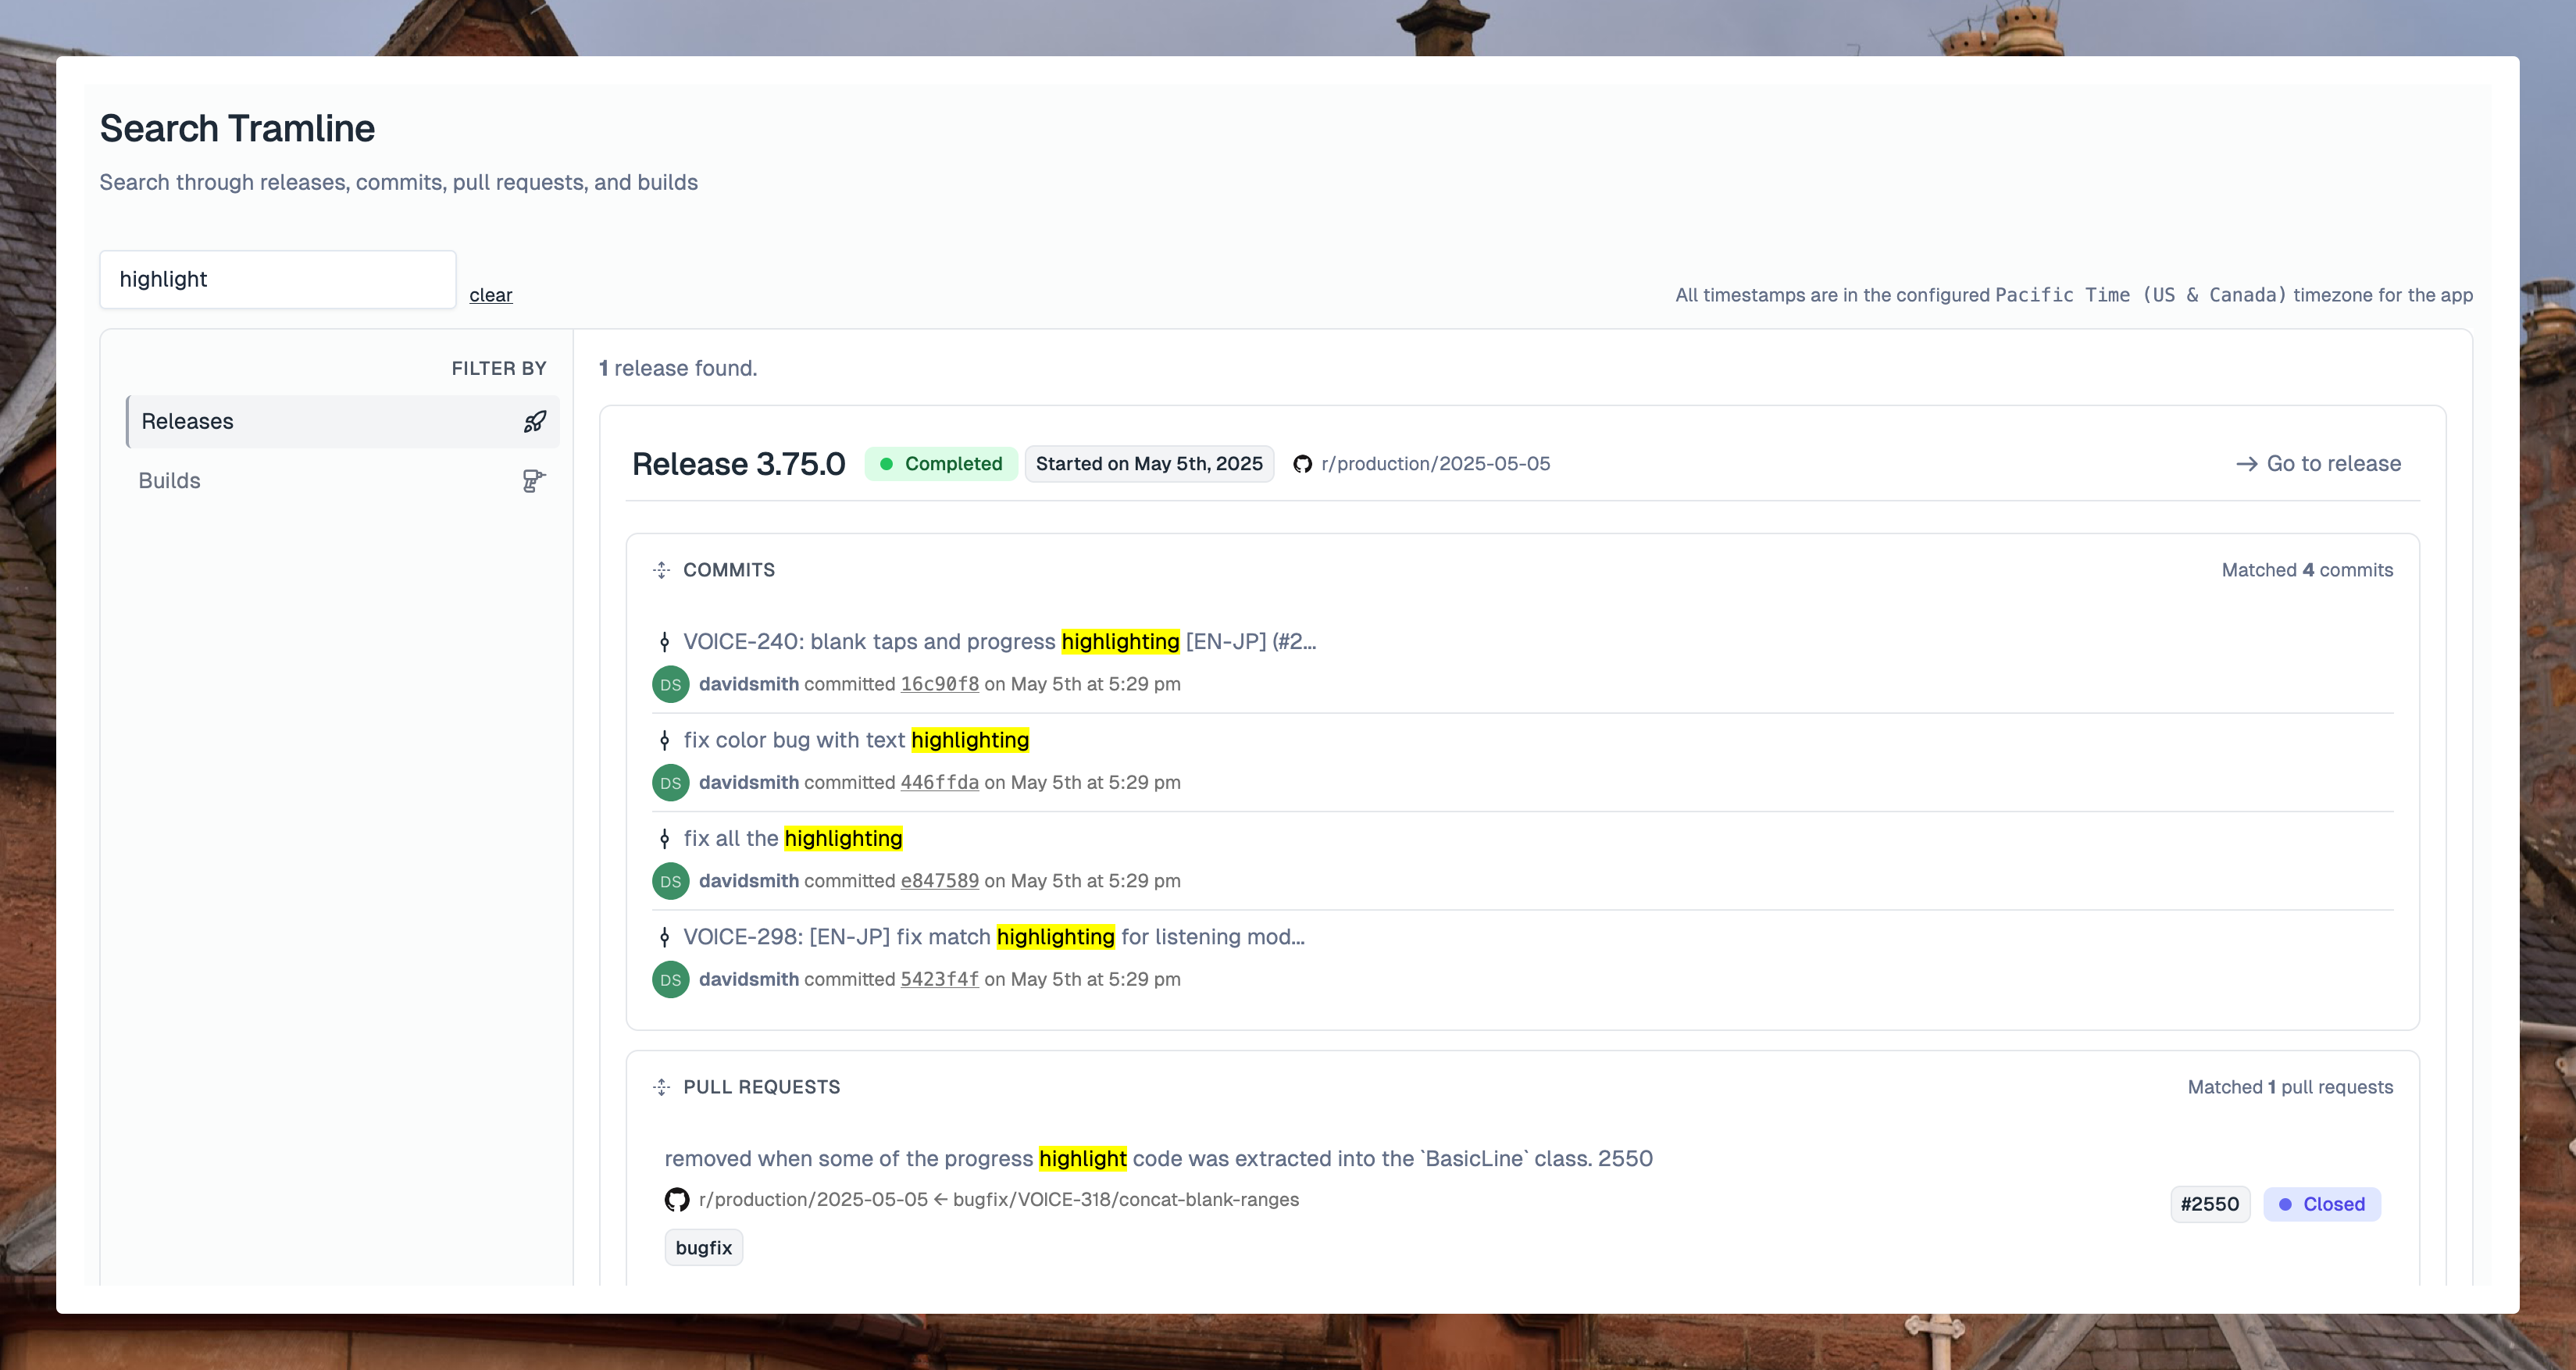 Search Tramline
Search through releases, commits, pull requests, and builds
highlight
clear
All timestamps are in the configured Pacific Time (US & Canada) timezone for the app
FILTER BY
Releases
Builds
1 release found.
Release 3.75.0
Completed
Started on May 5th, 2025
r/production/2025-05-05
→ Go to release
COMMITS
Matched 4 commits
VOICE-240: blank taps and progress highlighting [EN-JP] (#2...
DS davidsmith committed 16c90f8 on May 5th at 5:29 pm
fix color bug with text highlighting
DS davidsmith committed 446ffda on May 5th at 5:29 pm
fix all the highlighting
DS davidsmith committed e847589 on May 5th at 5:29 pm
VOICE-298: [EN-JP] fix match highlighting for listening mod...
DS davidsmith committed 5423f4f on May 5th at 5:29 pm
PULL REQUESTS
Matched 1 pull requests
removed when some of the progress highlight code was extracted into the `BasicLine` class. 2550
r/production/2025-05-05 ← bugfix/VOICE-318/concat-blank-ranges
#2550
Closed
bugfix